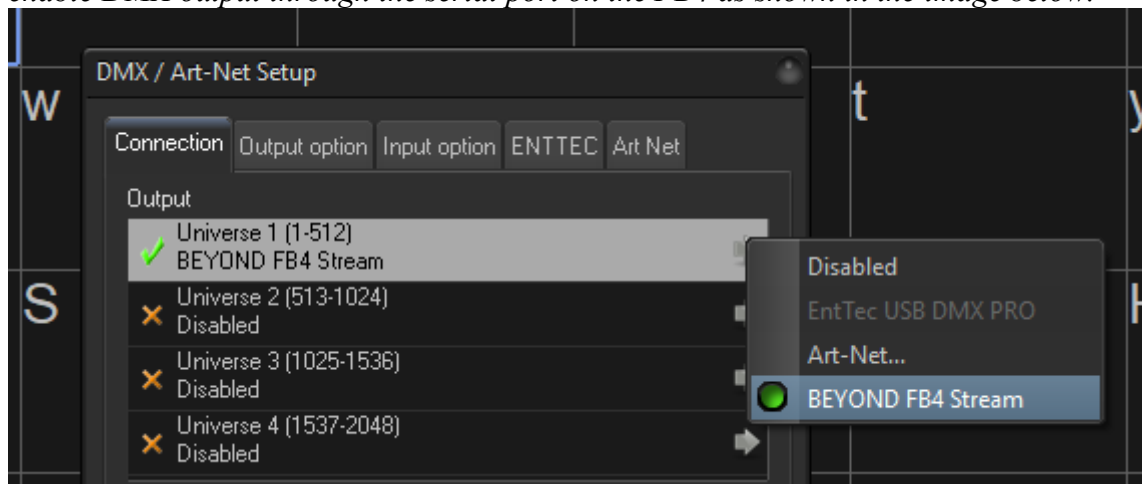 enable DMX output through the serial port on the FB4 as shown in the image below.
DMX / Art-Net Setup
w
t
y
Connection Output option Input option ENTTEC Art Net
Output
Universe 1 (1-512)
BEYOND FB4 Stream
Disabled
S
Universe 2 (513-1024)
Disabled
EntTec USB DMX PRO
Universe 3 (1025-1536)
Disabled
Art-Net...
BEYOND FB4 Stream
Universe 4 (1537-2048)
Disabled